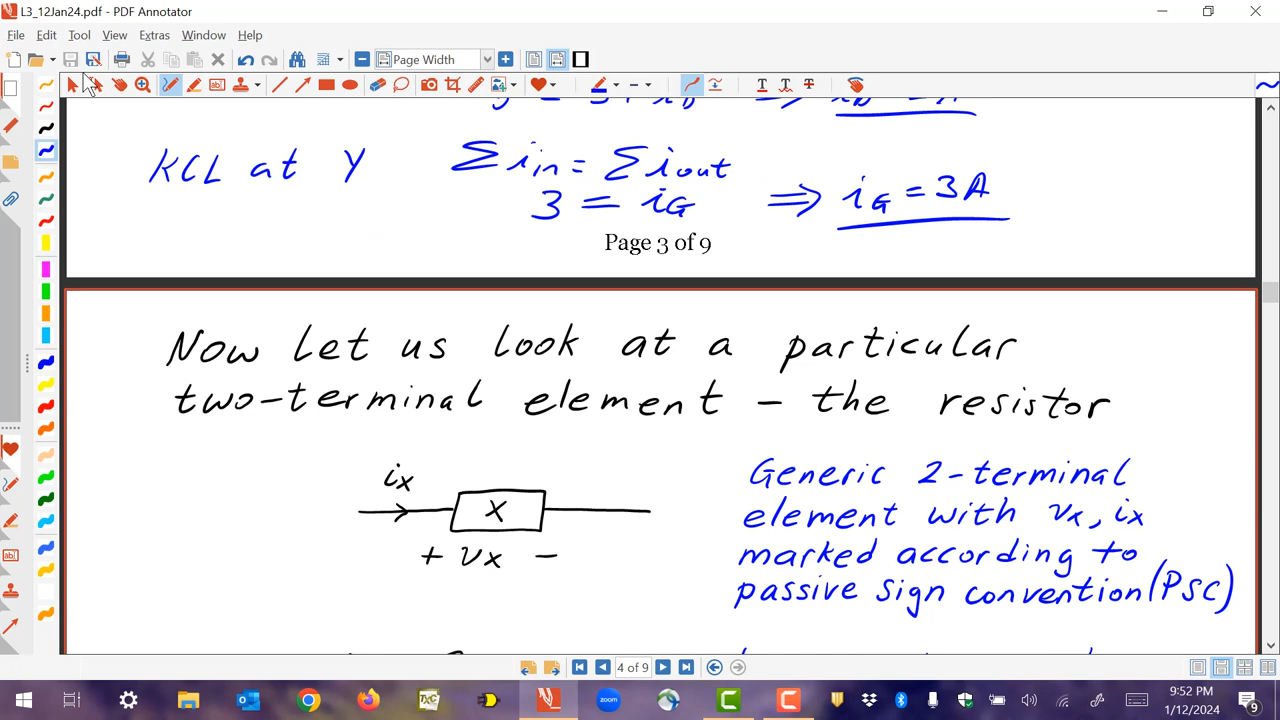 L3_12Jan24.pdf - PDF Annotator
File Edit Tool View Extras Window Help
Page Width
KCL at Y Σ iin = Σ iout
3 = iG ⇒ iG = 3A
Page 3 of 9
Now let us look at a particular
two-terminal element - the resistor
ix
X
+ vx -
Generic 2-terminal
element with vx, ix
marked according to
passive sign convention (PSC)
4 of 9
9:52 PM
1/12/2024
9